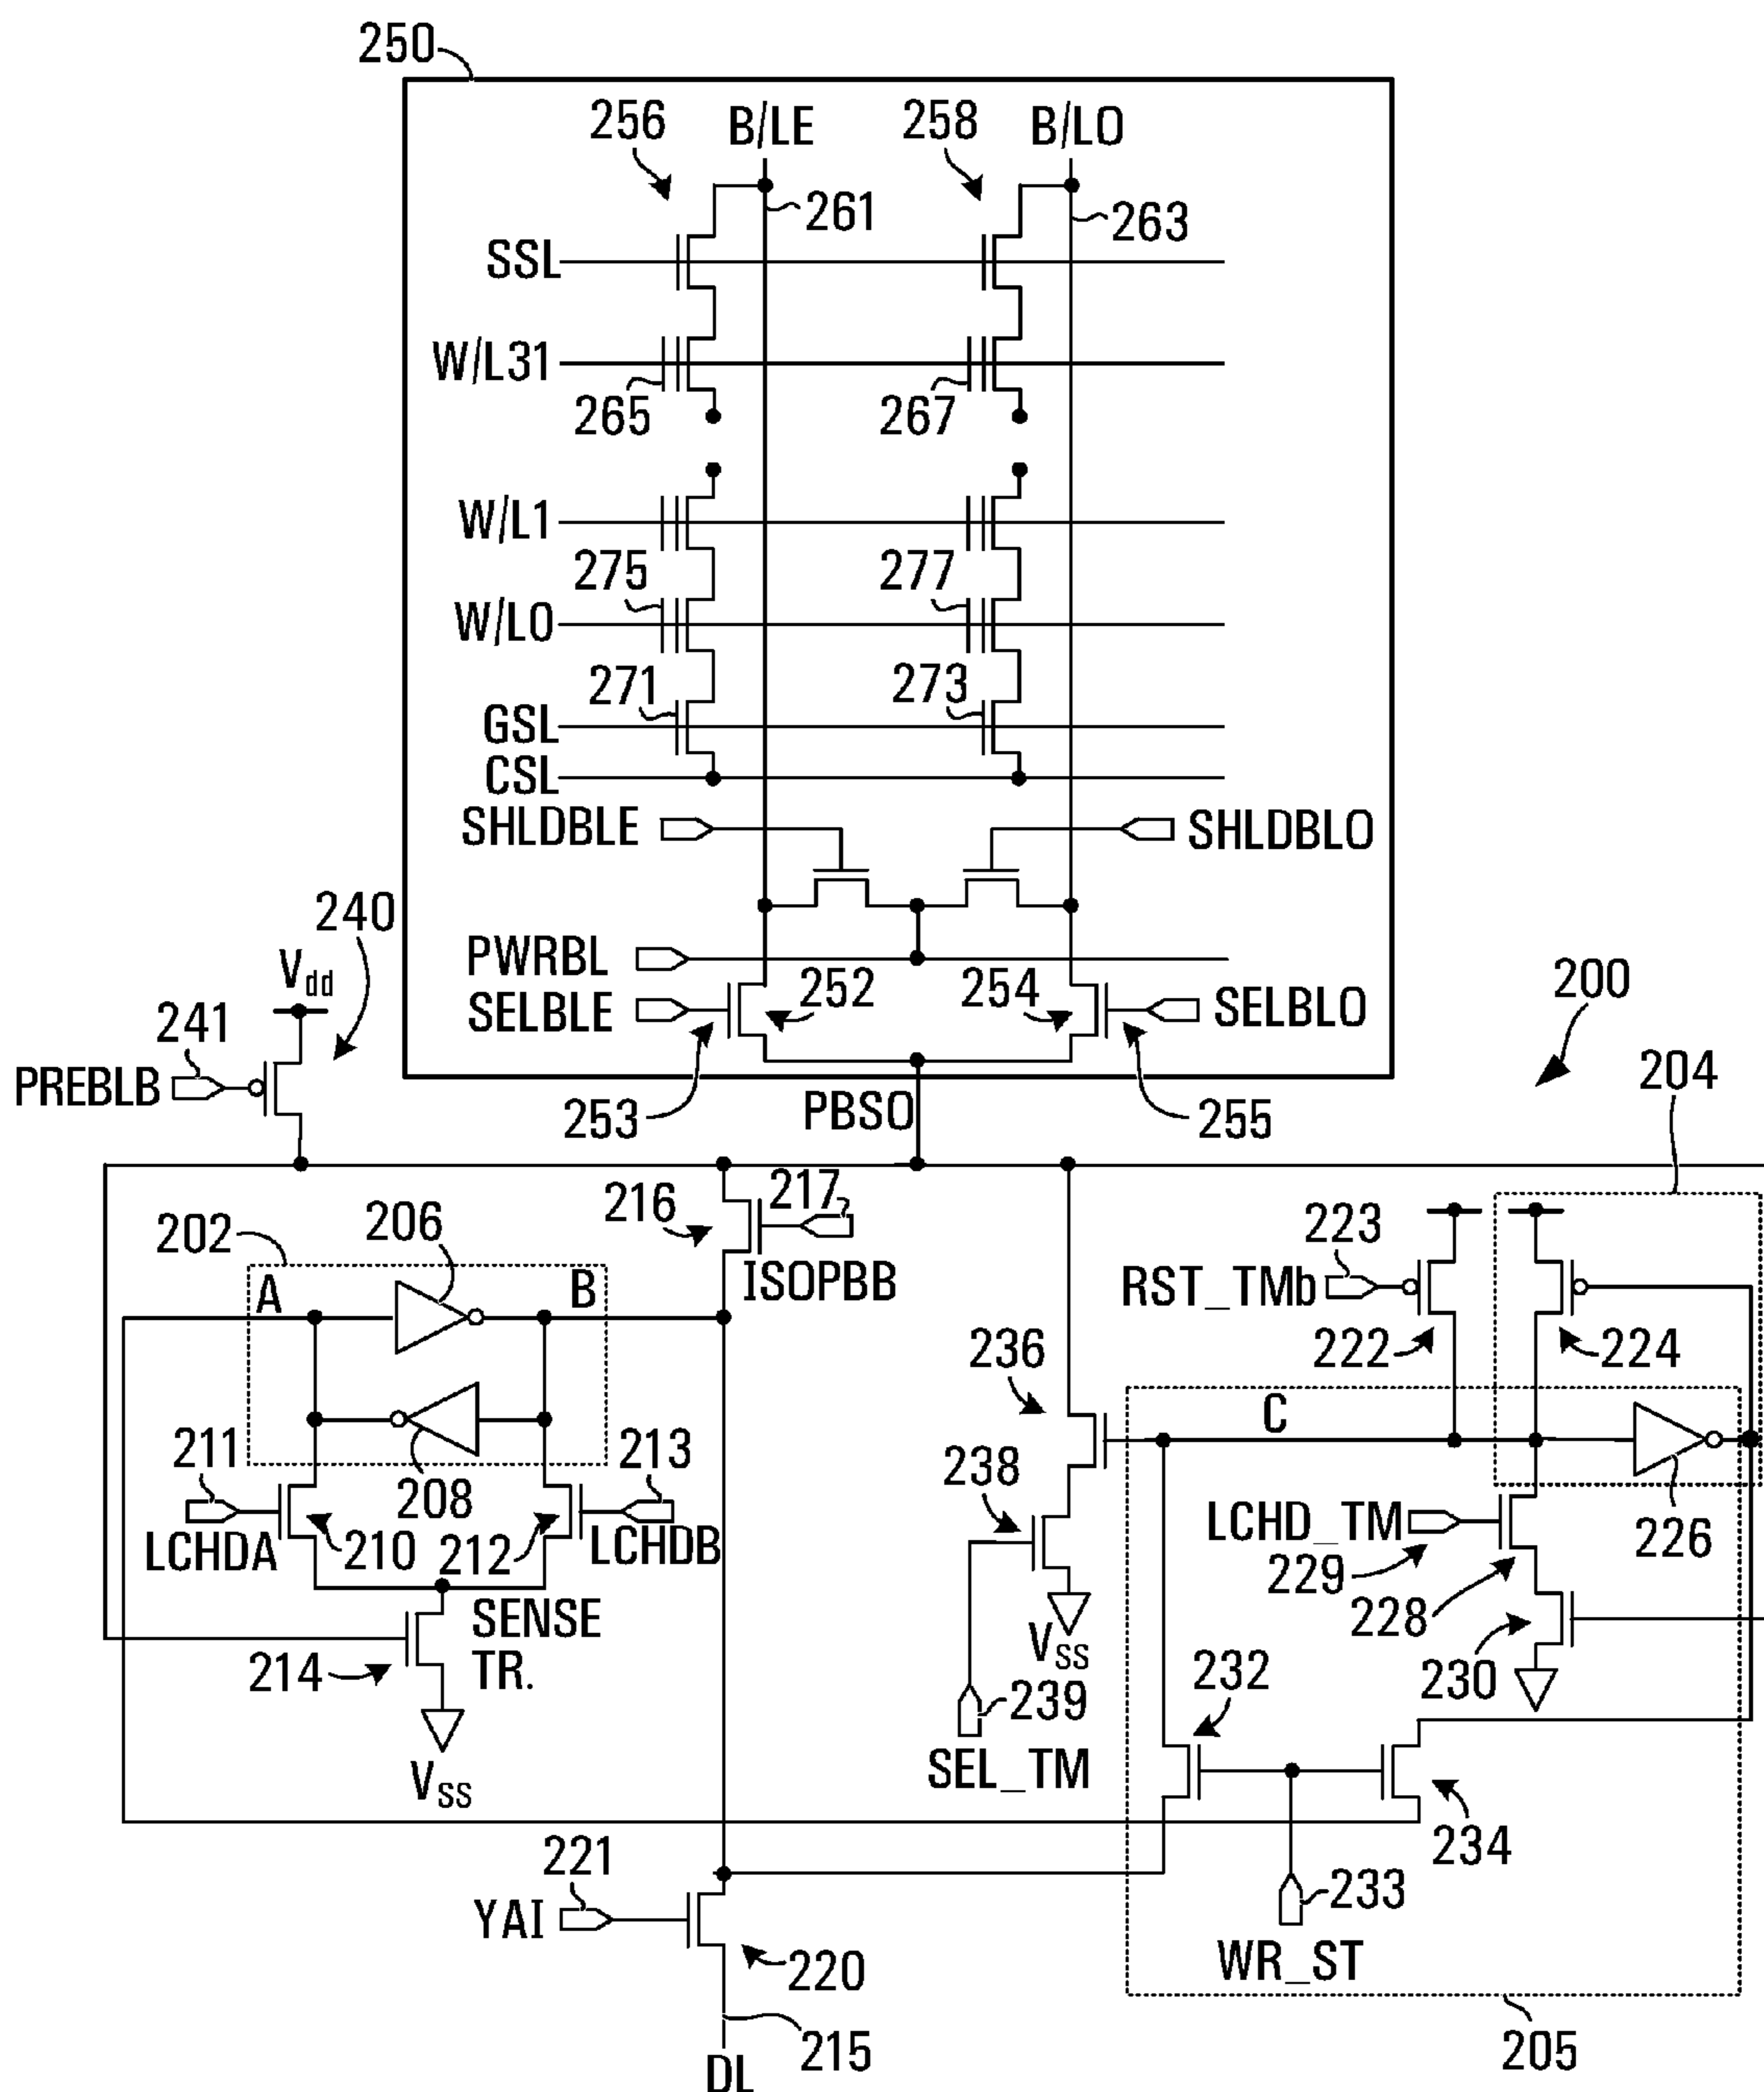 250
256
B/LE
258
B/LO
261
263
SSL
W/L31
265
267
W/L1
275
277
W/L0
271
273
GSL
CSL
SHLDBLE
SHLDBLO
240
Vdd
PWRBL
252
254
200
241
SELBLE
SELBLO
204
PREBLB
253
PBSO
255
216
217
223
202
206
A
B
ISOPBB
RST_TMb
236
222
224
C
211
213
238
208
LCHD_TM
226
LCHDA
210
212
LCHDB
229
228
SENSE
TR.
214
VSS
232
230
239
SEL_TM
VSS
234
221
233
YAI
WR_ST
220
215
205
DL